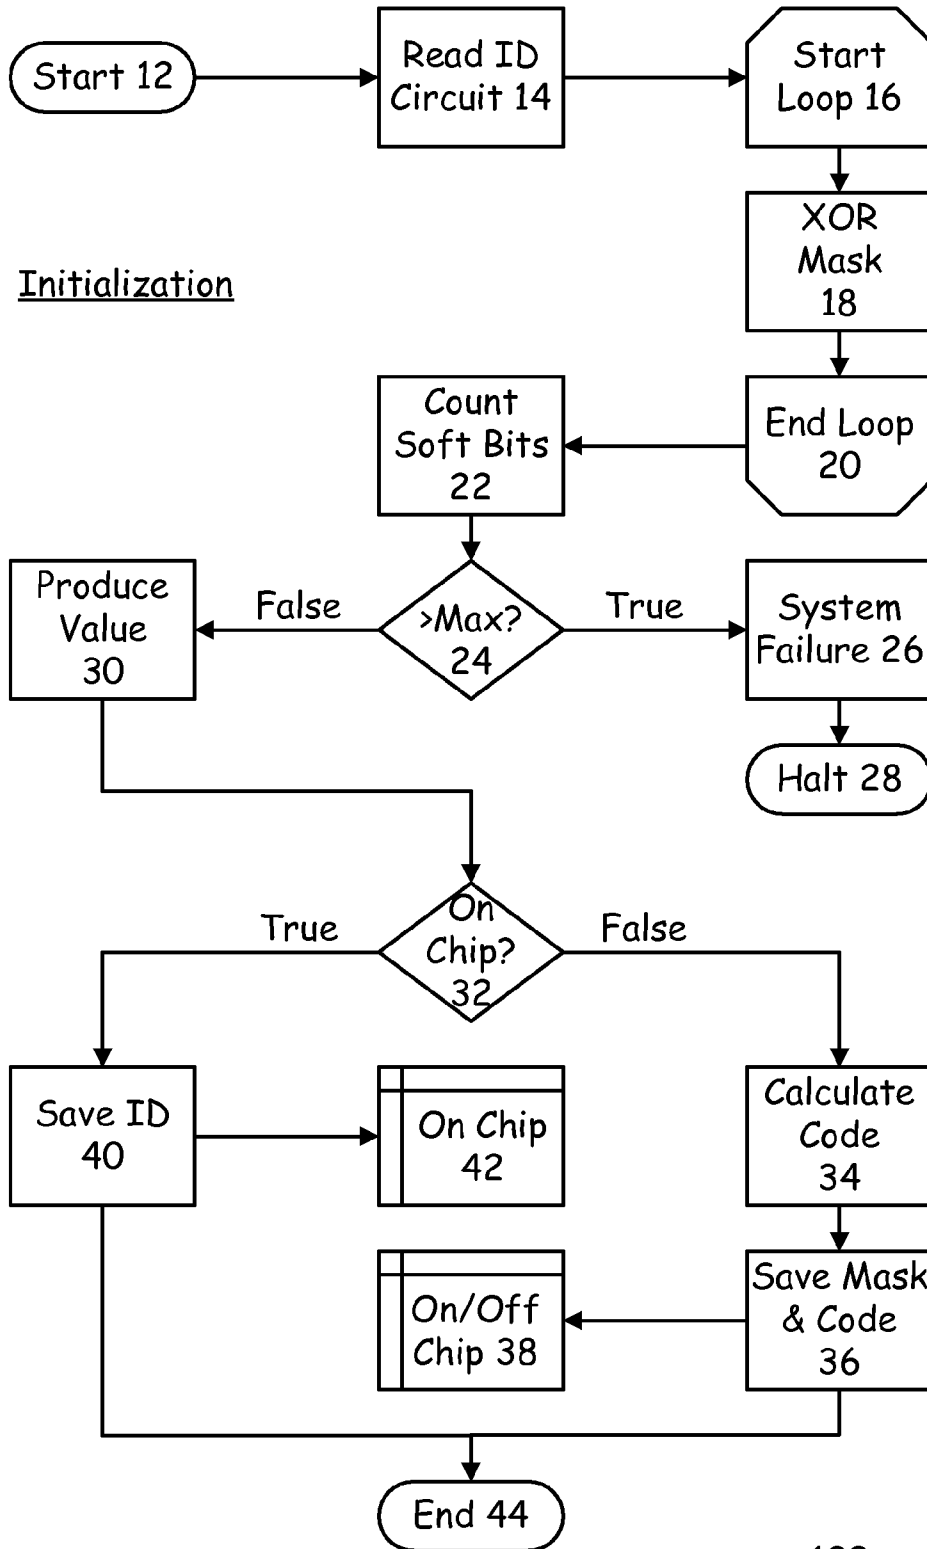 Start 12
Read ID
Circuit 14
Start
Loop 16
XOR
Mask
18
Initialization
Count
Soft Bits
22
End Loop
20
Produce
Value
30
False
>Max?
24
True
System
Failure 26
Halt 28
True
On
Chip?
32
False
Save ID
40
On Chip
42
Calculate
Code
34
On/Off
Chip 38
Save Mask
& Code
36
End 44